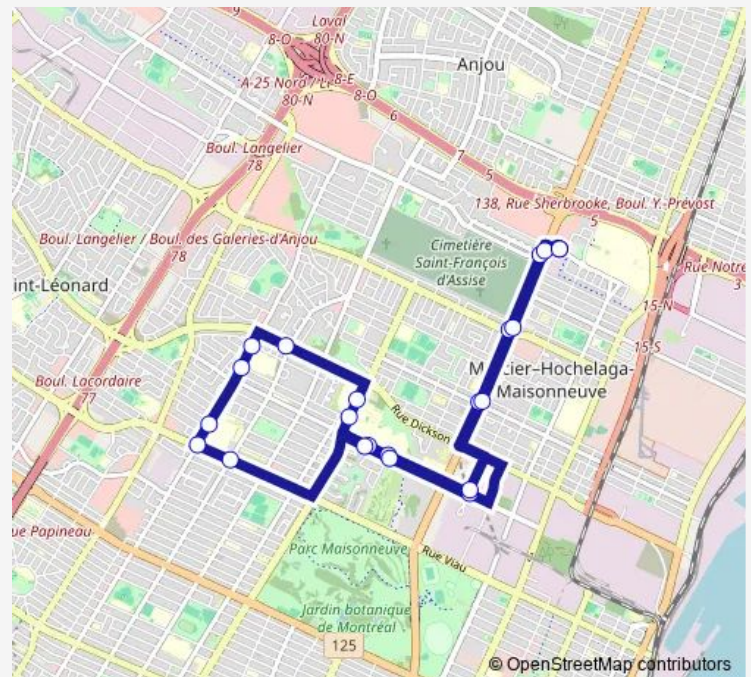 9
Laval
80-N
8-O
8-E
A-25 Nord / L
80-N
8-O
6
Anjou
7
5
Boul. Langelier
78
138, Rue Sherbrooke, Boul. Y.-Prévost
5
Boul. Langelier / Boul. des Galeries-d'Anjou
78
Cimetière
Saint-François
d'Assise
Rue Notre
3
int-Léonard
15-N
15-S
M
cier–Hochelaga-
Maisonneuve
Boul. Lacordaire
77
Rue Dickson
ue Papineau
Parc Maisonneuve
Rue Viau
Jardin botanique
de Montréal
125
© OpenStreetMap contributors